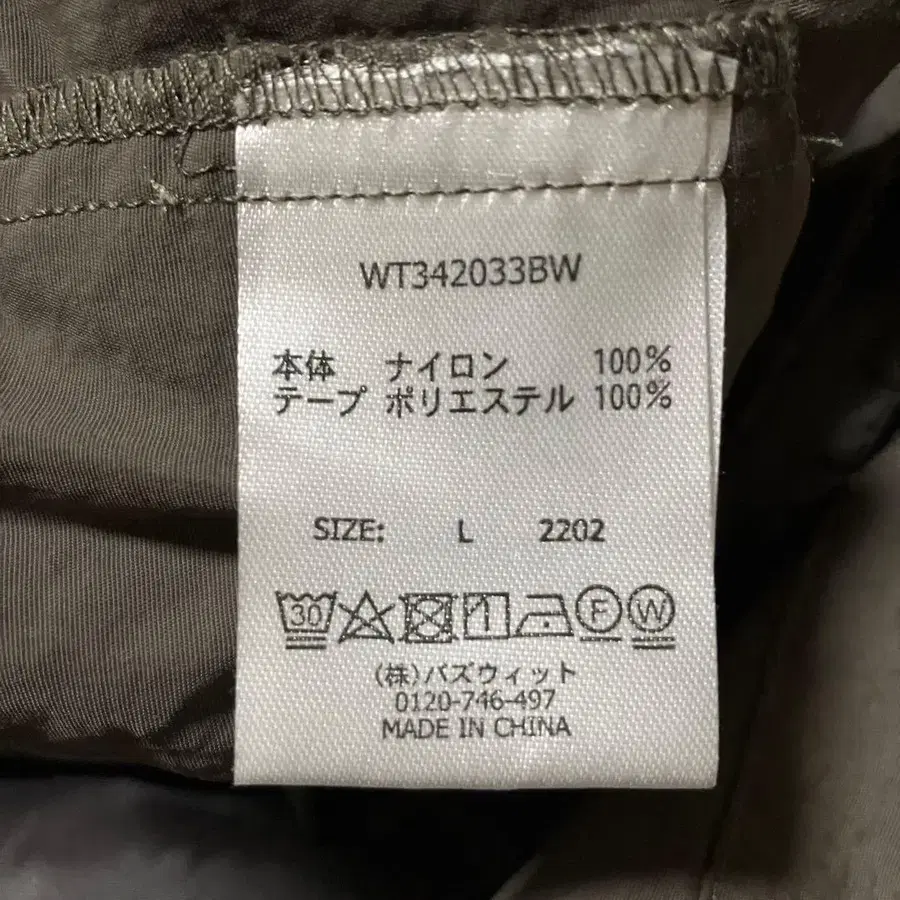 WT342033BW
本体 ナイロン 100%
テープ ポリエステル 100%
SIZE: L 2202
30 F W
(株)バズウィット
0120-746-497
MADE IN CHINA